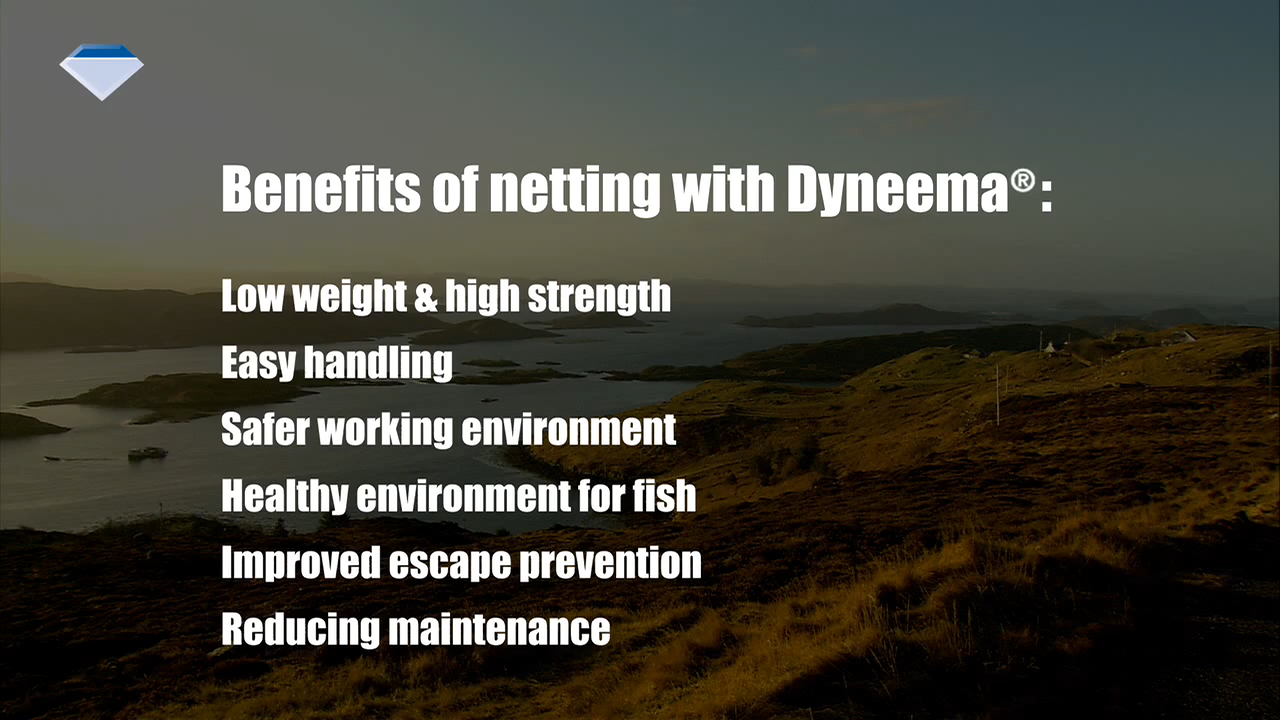 Benefits of netting with Dyneema®:
Low weight & high strength
Easy handling
Safer working environment
Healthy environment for fish
Improved escape prevention
Reducing maintenance